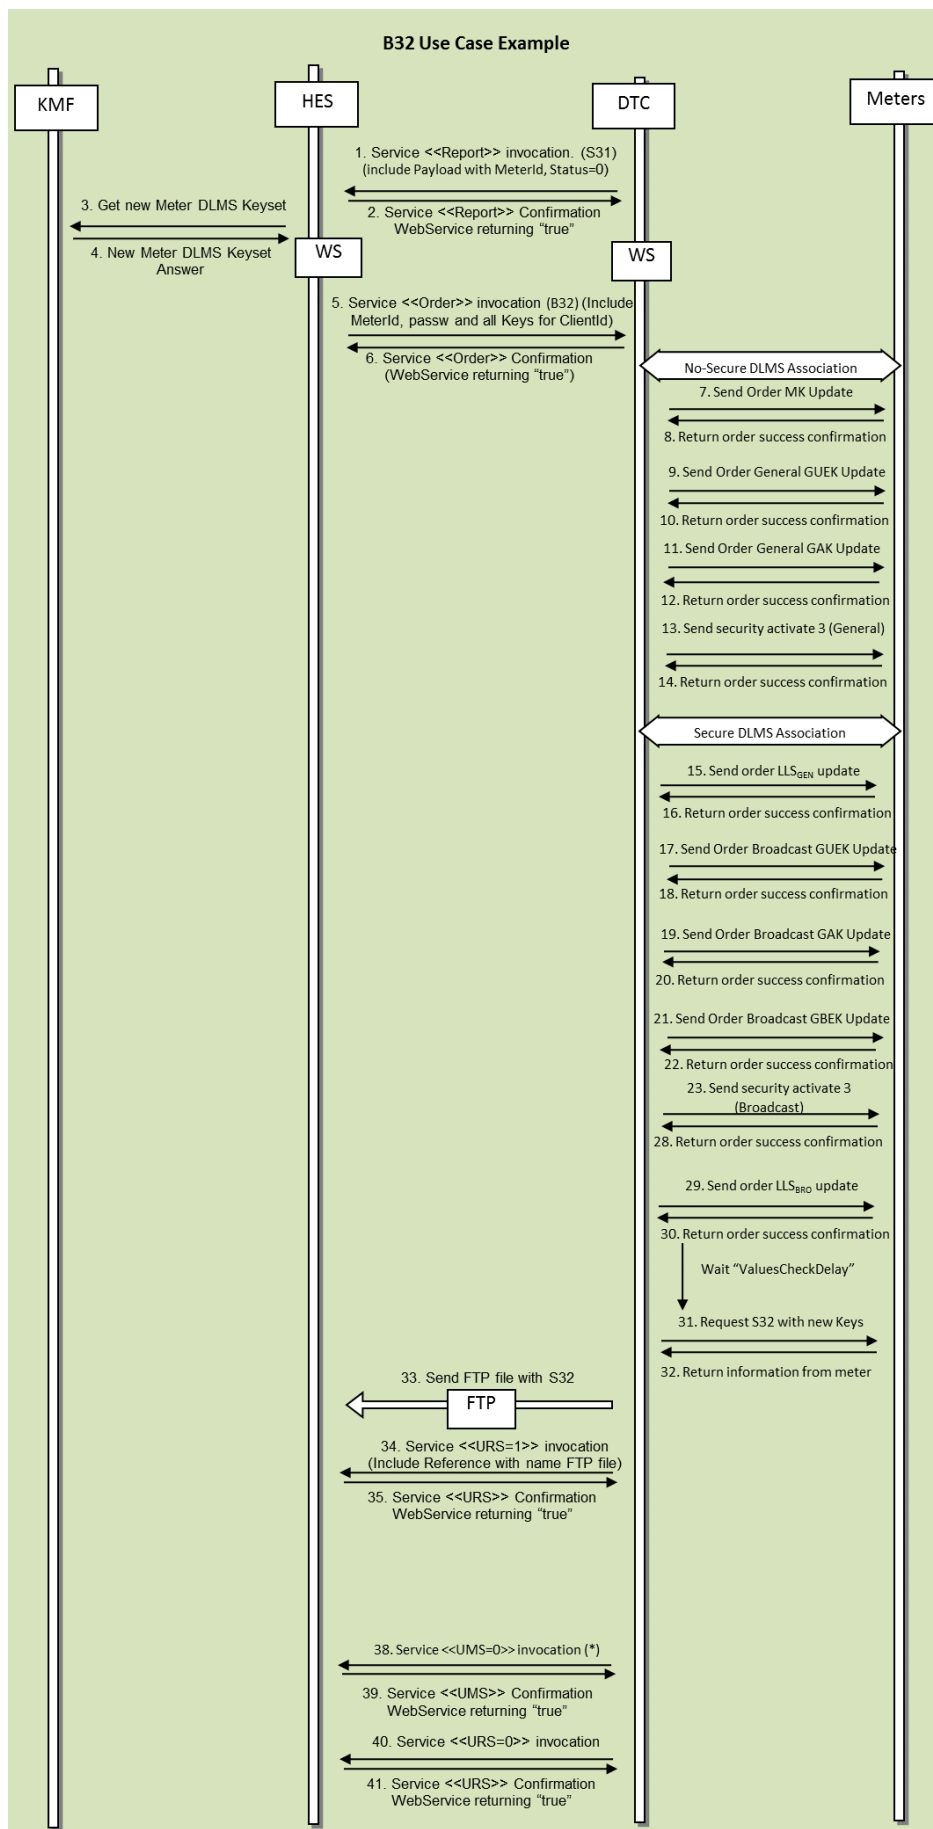 B32 Use Case Example
KMF
HES
DTC
Meters
1. Service <<Report>> invocation. (S31)
(include Payload with MeterId, Status=0)
3. Get new Meter DLMS Keyset
2. Service <<Report>> Confirmation
WebService returning “true”
4. New Meter DLMS Keyset
Answer
WS
WS
5. Service <<Order>> invocation (B32) (Include
MeterId, passw and all Keys for ClientId)
6. Service <<Order>> Confirmation
(WebService returning “true”)
No-Secure DLMS Association
7. Send Order MK Update
8. Return order success confirmation
9. Send Order General GUEK Update
10. Return order success confirmation
11. Send Order General GAK Update
12. Return order success confirmation
13. Send security activate 3 (General)
14. Return order success confirmation
Secure DLMS Association
15. Send order LLSGEN update
16. Return order success confirmation
17. Send Order Broadcast GUEK Update
18. Return order success confirmation
19. Send Order Broadcast GAK Update
20. Return order success confirmation
21. Send Order Broadcast GBEK Update
22. Return order success confirmation
23. Send security activate 3
(Broadcast)
28. Return order success confirmation
29. Send order LLSBRO update
30. Return order success confirmation
Wait “ValuesCheckDelay”
31. Request S32 with new Keys
32. Return information from meter
33. Send FTP file with S32
FTP
34. Service <<URS=1>> invocation
(Include Reference with name FTP file)
35. Service <<URS>> Confirmation
WebService returning “true”
38. Service <<UMS=0>> invocation (*)
39. Service <<UMS>> Confirmation
WebService returning “true”
40. Service <<URS=0>> invocation
41. Service <<URS>> Confirmation
WebService returning “true”